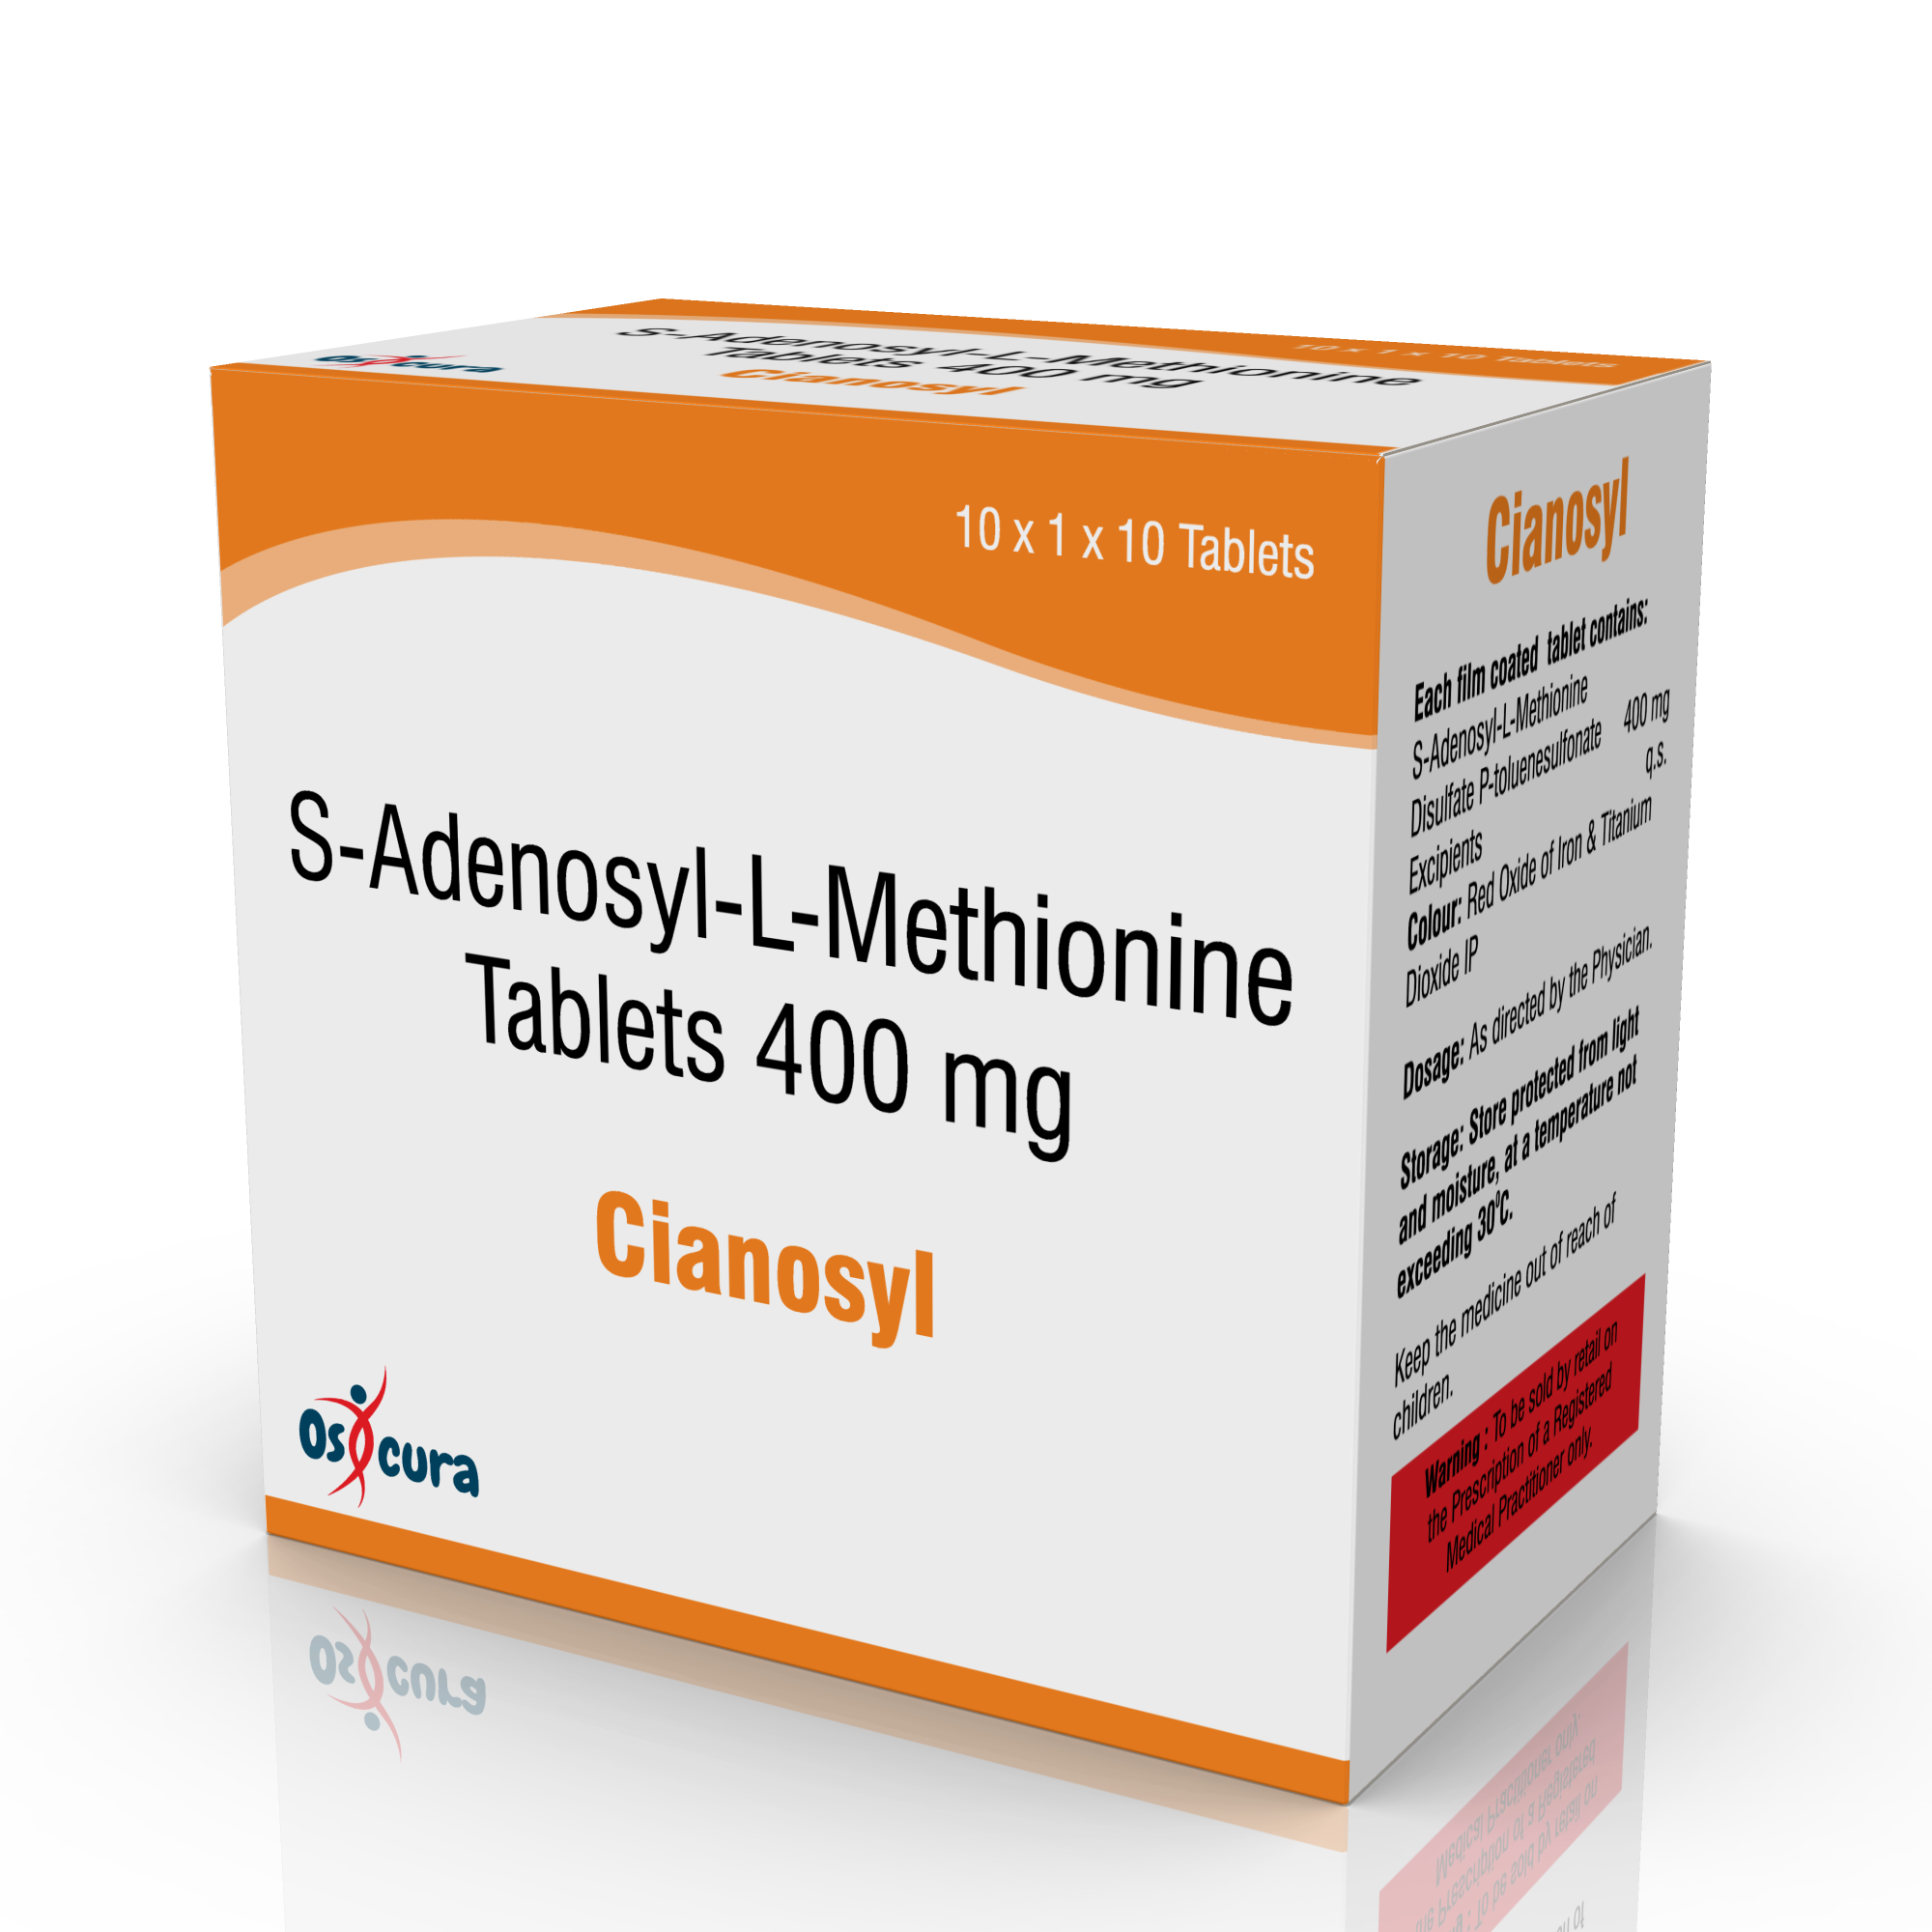 Os cura
S-Adenosyl-L-Methionine
Tablets 400 mg
Cianosyl
10 x 1 x 10 Tablets
10 x 1 x 10 Tablets
S-Adenosyl-L-Methionine
Tablets 400 mg
Cianosyl
Os cura
Cianosyl
Each film coated tablet contains:
S-Adenosyl-L-Methionine
Disulfate P-toluenesulfonate 400 mg
Excipients q.s.
Colour: Red Oxide of Iron & Titanium
Dioxide IP
Dosage: As directed by the Physician.
Storage: Store protected from light
and moisture, at a temperature not
exceeding 30°C.
Keep the medicine out of reach of
children.
Warning : To be sold by retail on
the Prescription of a Registered
Medical Practitioner only.